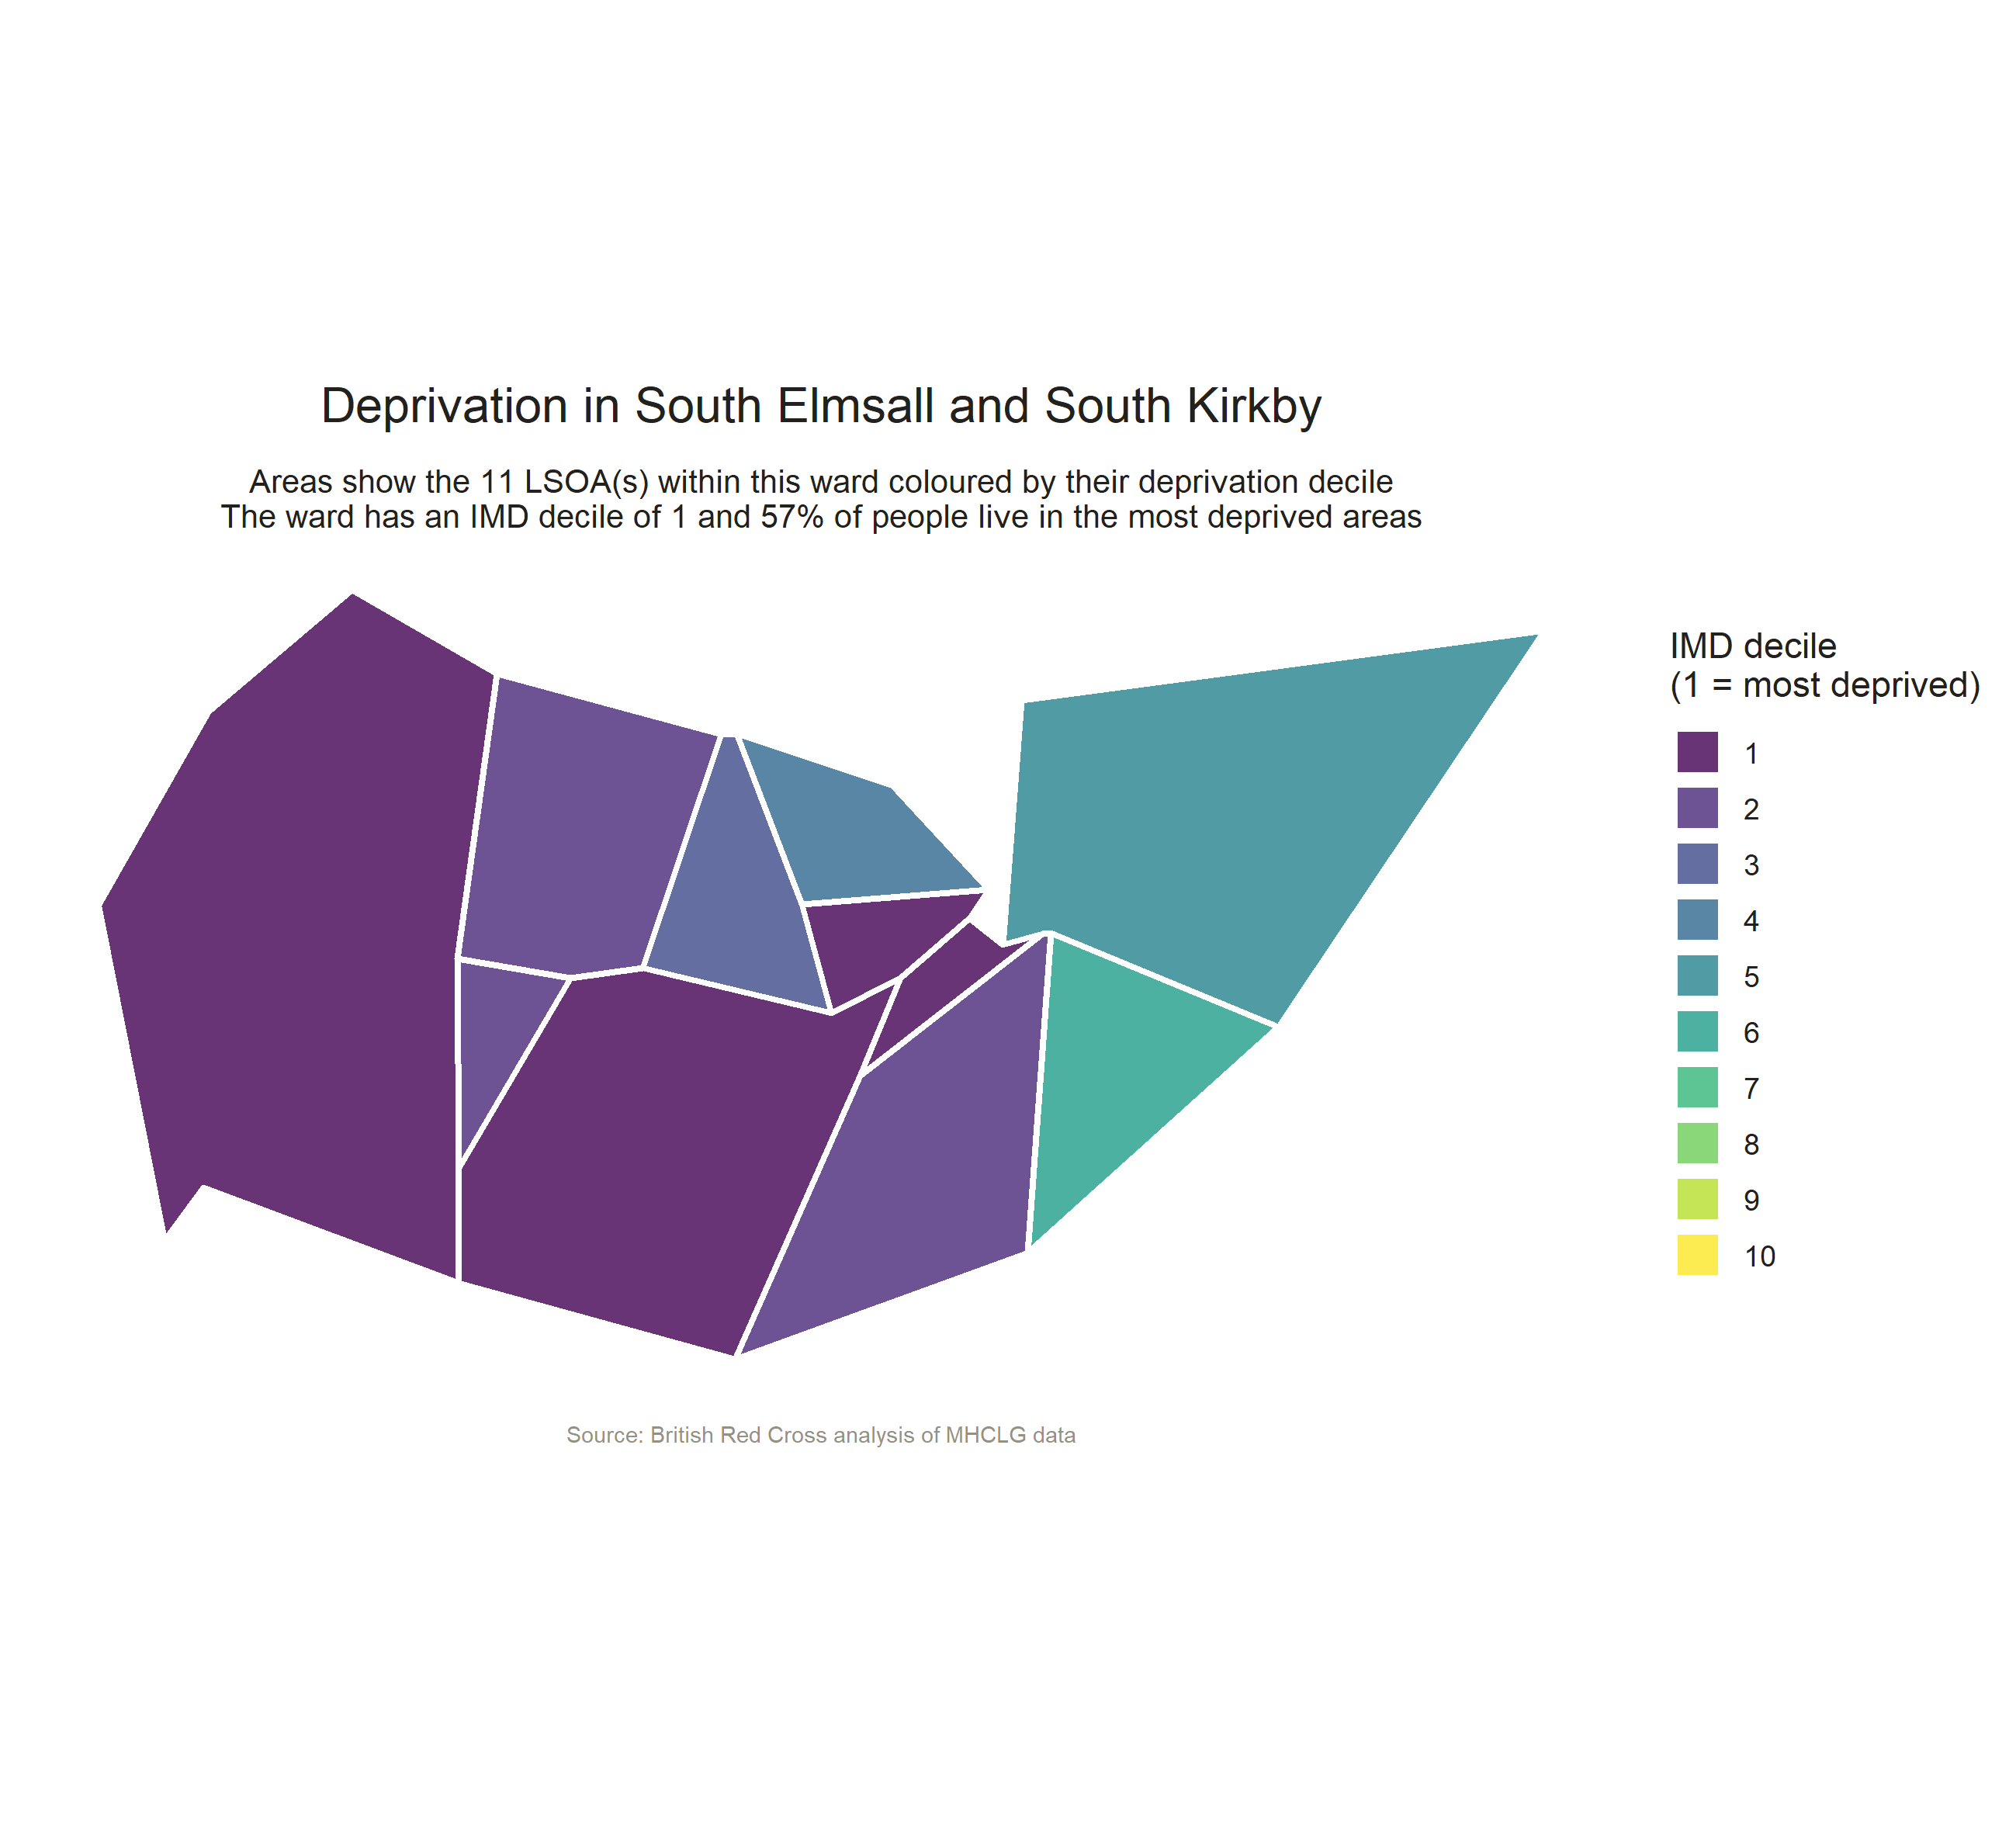 Deprivation in South Elmsall and South Kirkby
Areas show the 11 LSOA(s) within this ward coloured by their deprivation decile
The ward has an IMD decile of 1 and 57% of people live in the most deprived areas
IMD decile
(1 = most deprived)
1
2
3
4
5
6
7
8
9
10
Source: British Red Cross analysis of MHCLG data